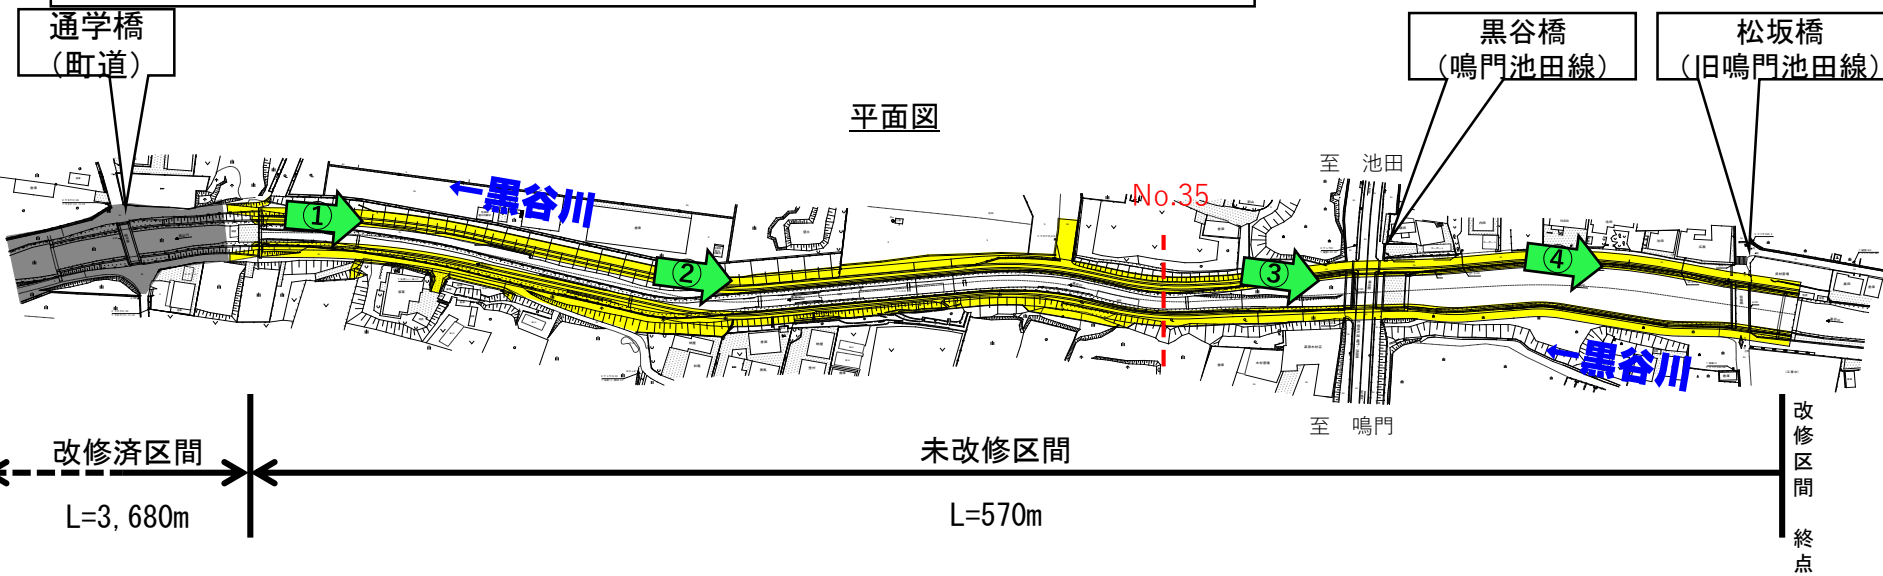 通学橋
（町道）
黒谷橋
（鳴門池田線）
松坂橋
（旧鳴門池田線）
平面図
至　池田
No.35
←黒谷川
①
②
③
④
←黒谷川
至　鳴門
改修済区間
未改修区間
改修区間　終点
L=3,680m
L=570m